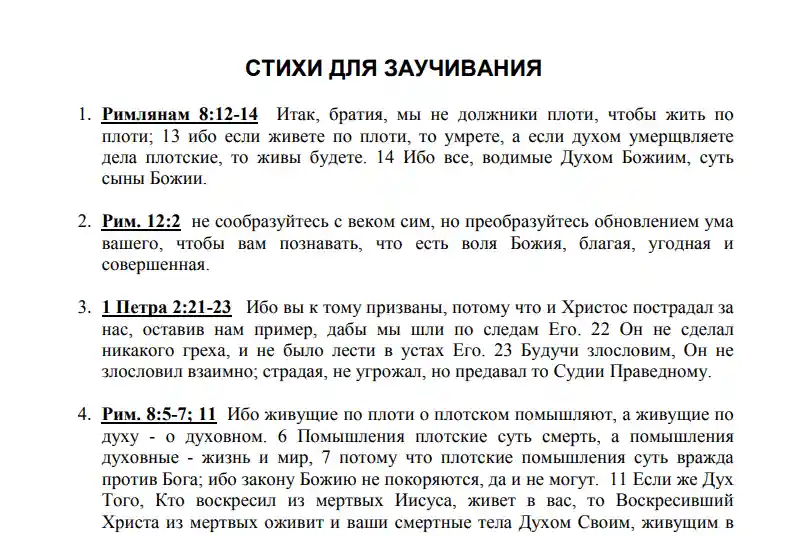 СТИХИ ДЛЯ ЗАУЧИВАНИЯ
1. Римлянам 8:12-14 Итак, братия, мы не должники плоти, чтобы жить по
плоти; 13 ибо если живете по плоти, то умрете, а если духом умерщвляете
дела плотские, то живы будете. 14 Ибо все, водимые Духом Божиим, суть
сыны Божии.
2. Рим. 12:2 не сообразуйтесь с веком сим, но преобразуйтесь обновлением ума
вашего, чтобы вам познавать, что есть воля Божия, благая, угодная и
совершенная.
3. 1 Петра 2:21-23 Ибо вы к тому призваны, потому что и Христос пострадал за
нас, оставив нам пример, дабы мы шли по следам Его. 22 Он не сделал
никакого греха, и не было лести в устах Его. 23 Будучи злословим, Он не
злословил взаимно; страдая, не угрожал, но предавал то Судии Праведному.
4. Рим. 8:5-7; 11 Ибо живущие по плоти о плотском помышляют, а живущие по
духу - о духовном. 6 Помышления плотские суть смерть, а помышления
духовные - жизнь и мир, 7 потому что плотские помышления суть вражда
против Бога; ибо закону Божию не покоряются, да и не могут. 11 Если же Дух
Того, Кто воскресил из мертвых Иисуса, живет в вас, то Воскресивший
Христа из мертвых оживит и ваши смертные тела Духом Своим, живущим в